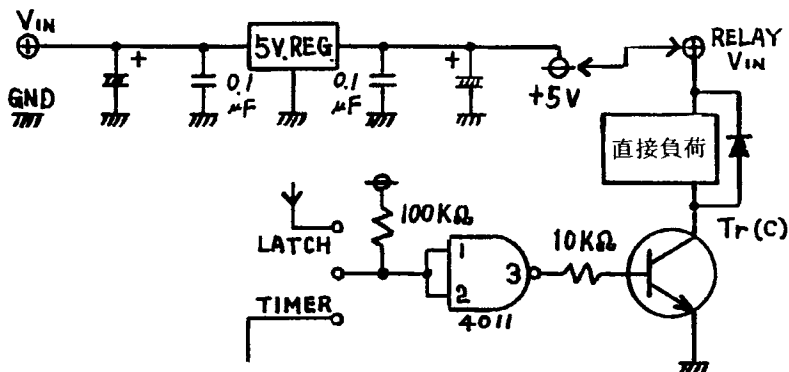 VIN
5V.REG.
RELAY
VIN
GND
0.1
μF
0.1
μF
+5V
直接負荷
100KΩ
LATCH
10KΩ
Tr(C)
1
2
3
TIMER
4011